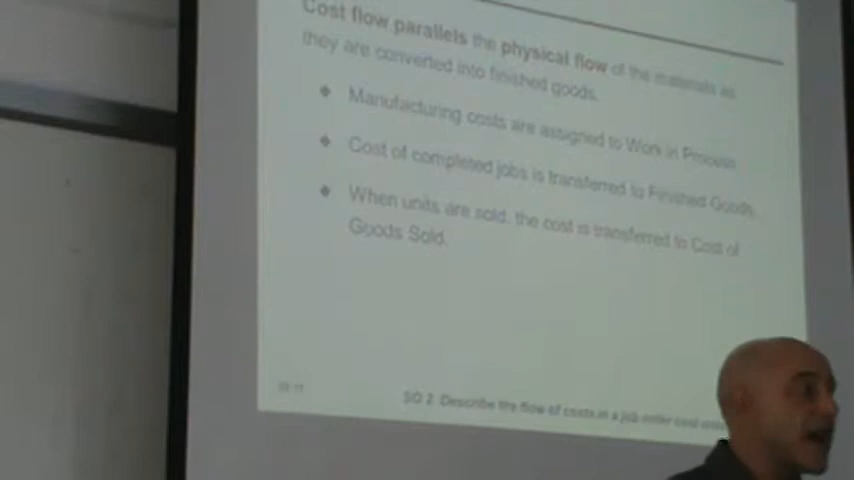 Cost flow parallels the physical flow of the materials as
they are converted into finished goods.
Manufacturing costs are assigned to Work in Process.
Cost of completed jobs is transferred to Finished Goods.
When units are sold, the cost is transferred to Cost of
Goods Sold.
SO 2 Describe the flow of costs in a job order cost